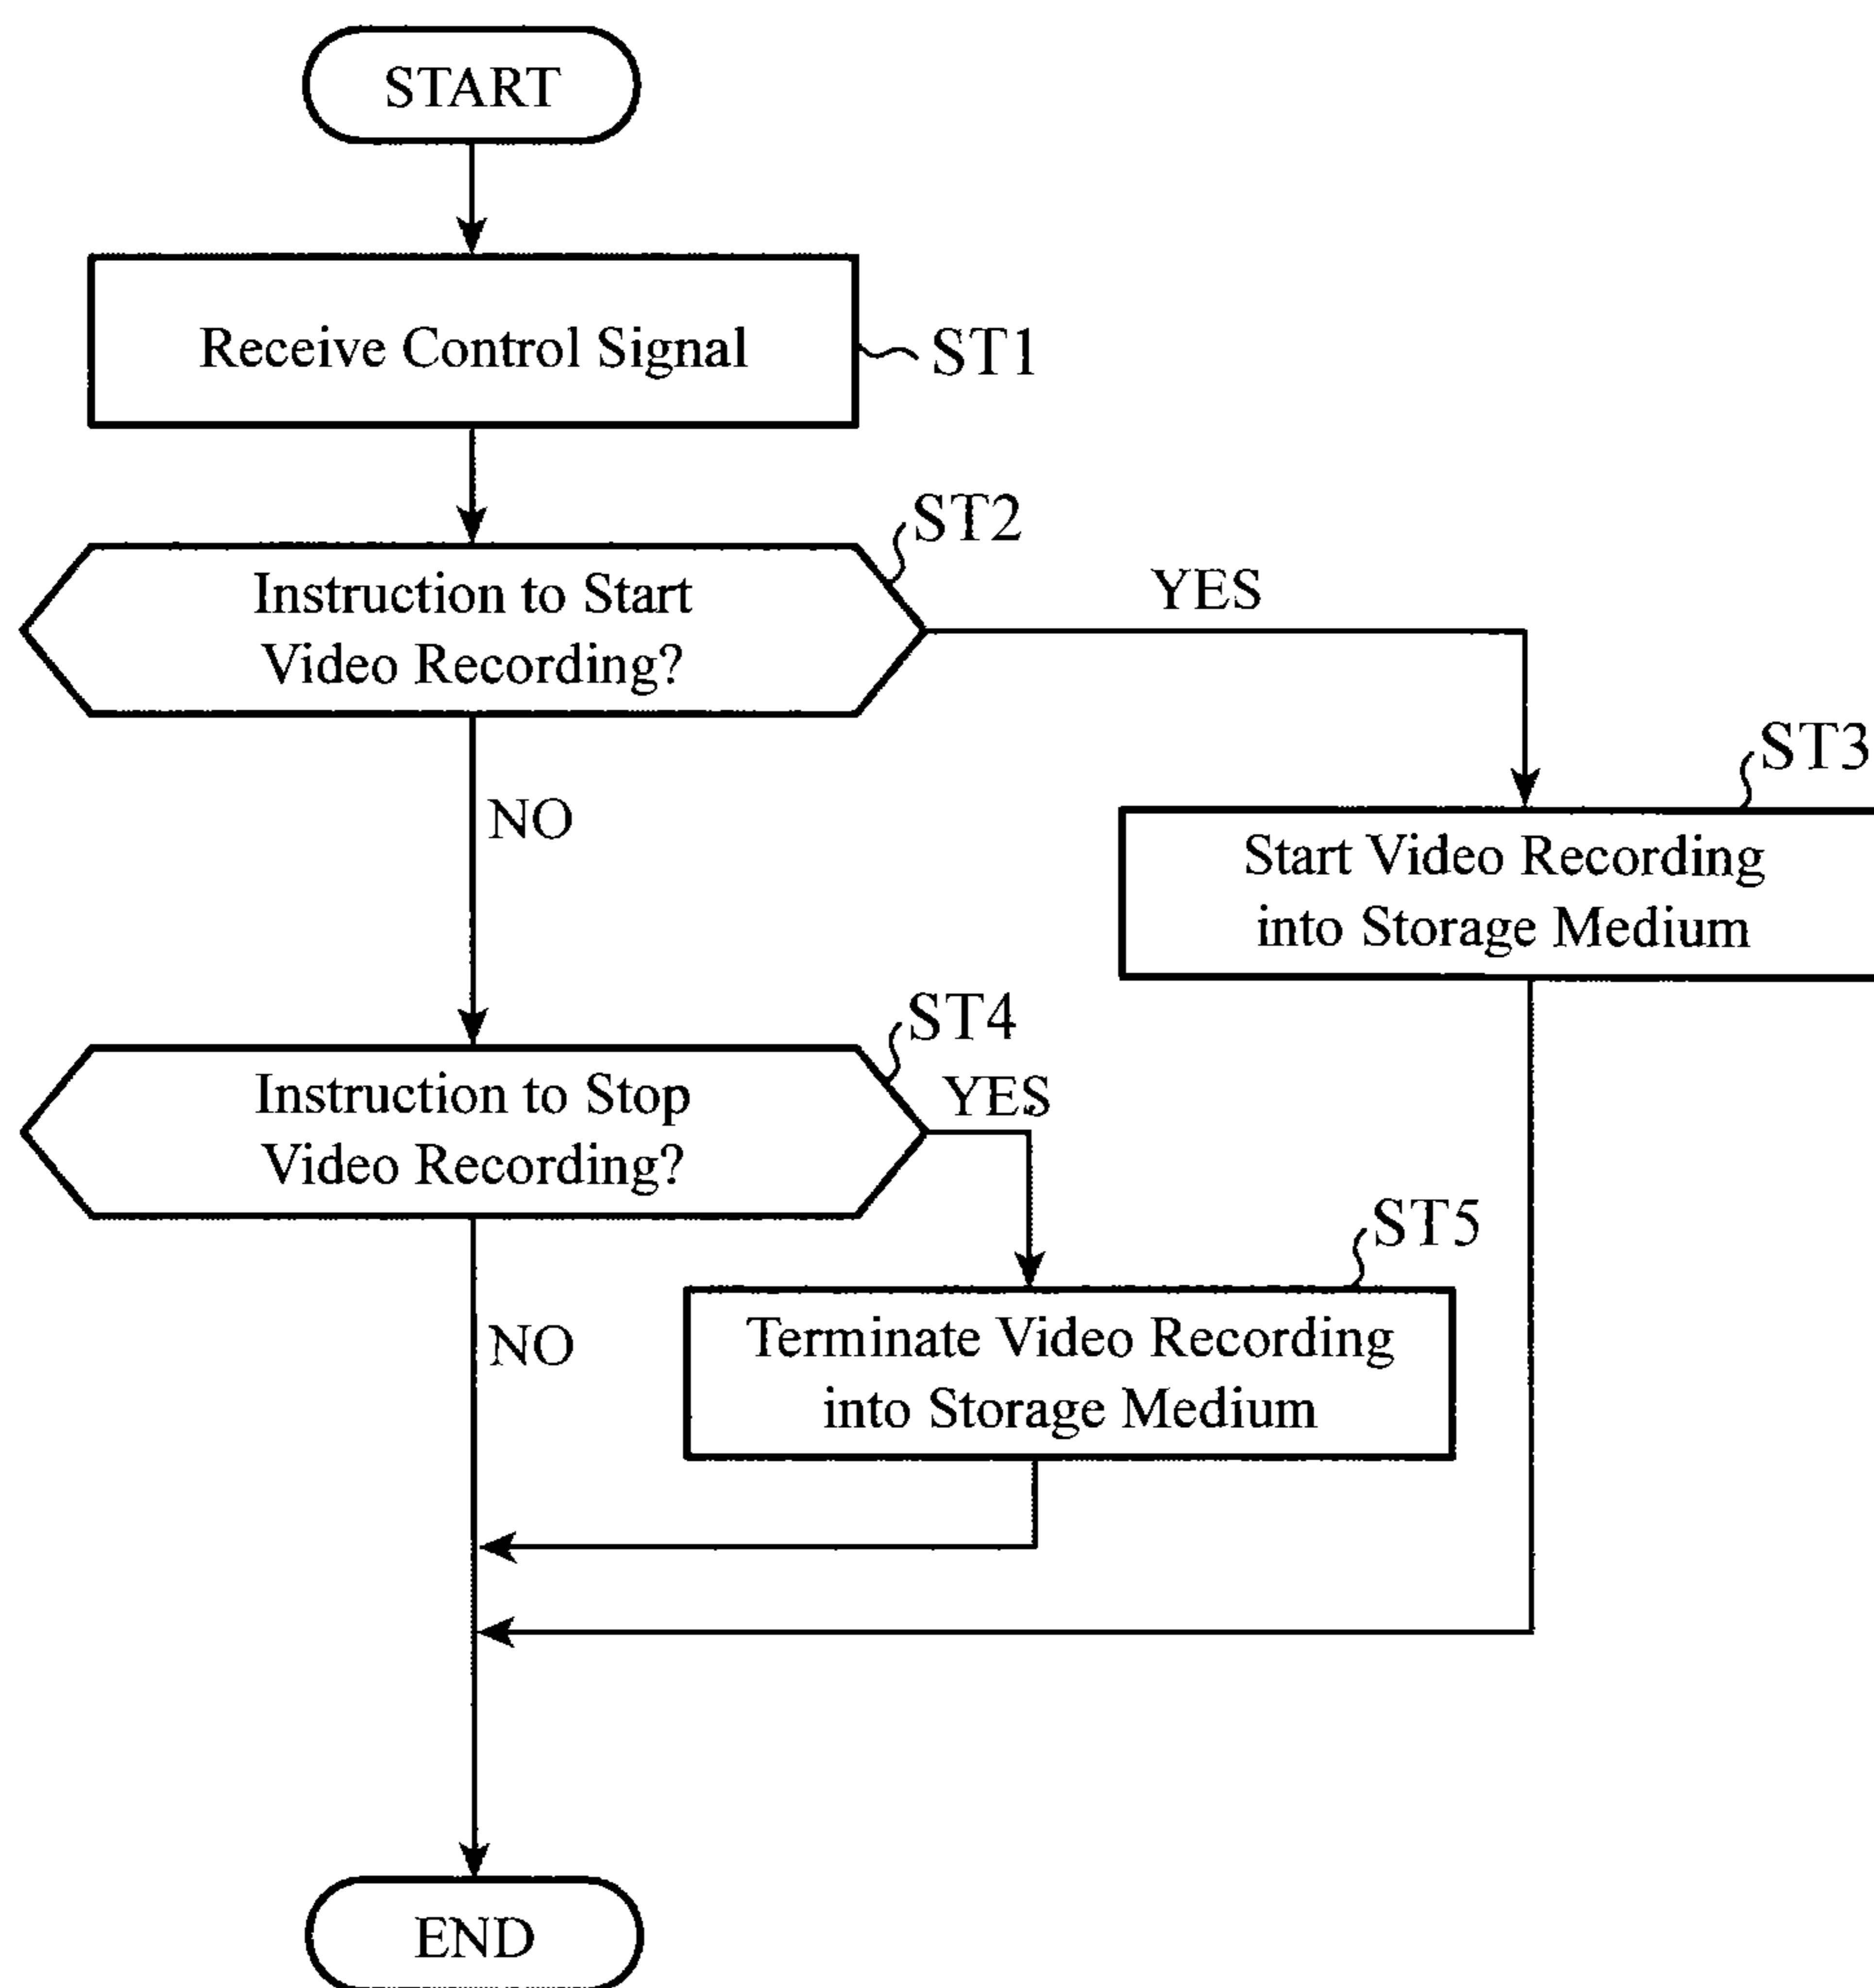 START
Receive Control Signal
ST1
ST2
Instruction to Start
Video Recording?
YES
NO
ST3
Start Video Recording
into Storage Medium
ST4
Instruction to Stop
Video Recording?
YES
NO
ST5
Terminate Video Recording
into Storage Medium
END